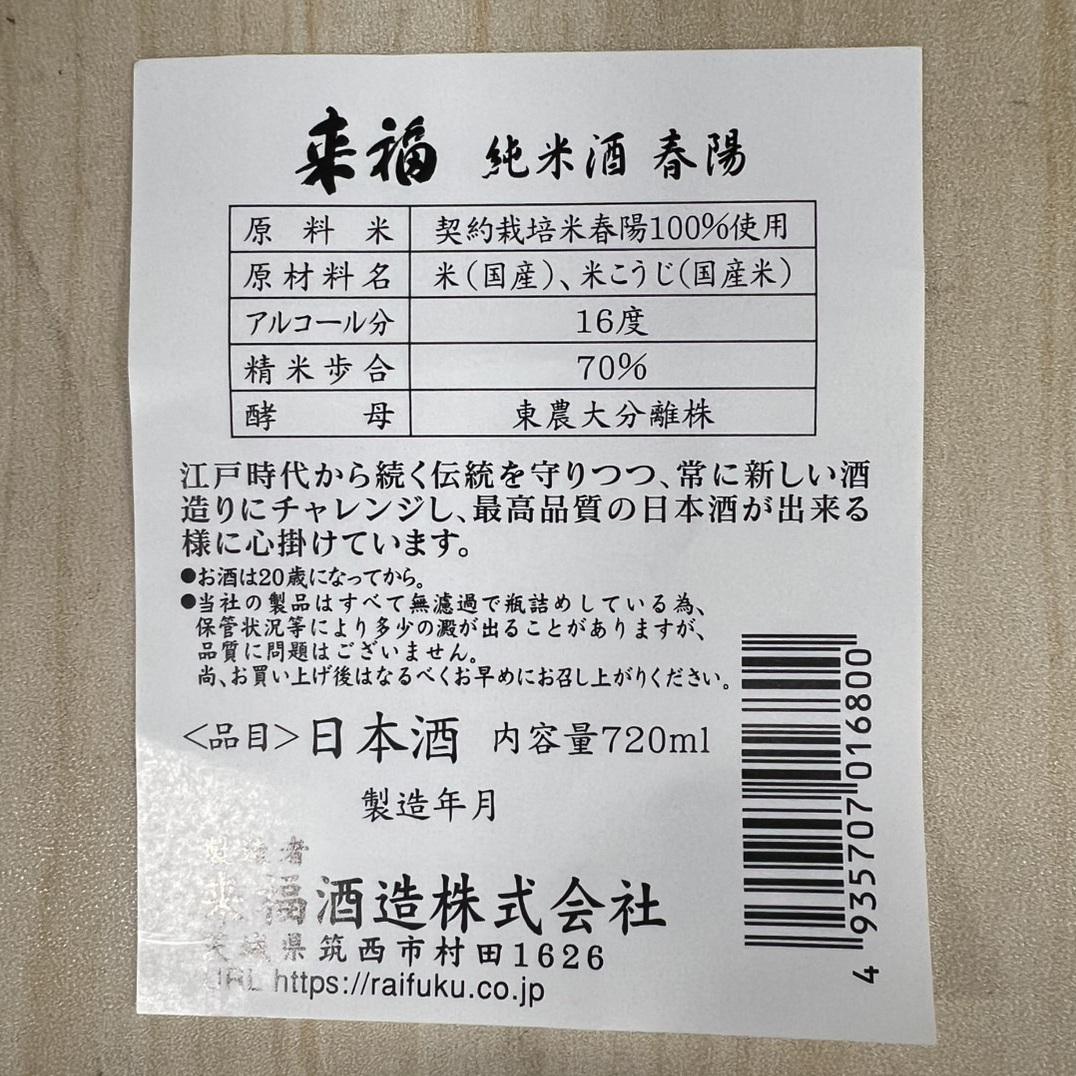 来福 純米酒 春陽
原料米 契約栽培米春陽100%使用
原材料名 米(国産)、米こうじ(国産米)
アルコール分 16度
精米歩合 70%
酵母 東農大分離株
江戸時代から続く伝統を守りつつ、常に新しい酒
造りにチャレンジし、最高品質の日本酒が出来る
様に心掛けています。
●お酒は20歳になってから。
●当社の製品はすべて無濾過で瓶詰めしている為、
保管状況等により多少の澱が出ることがありますが、
品質に問題はございません。
尚、お買い上げ後はなるべくお早めにお召し上がりください。
<品目>日本酒 内容量720ml
製造年月
製造者
来福酒造株式会社
茨城県筑西市村田1626
URL https://raifuku.co.jp
4 935707 016800